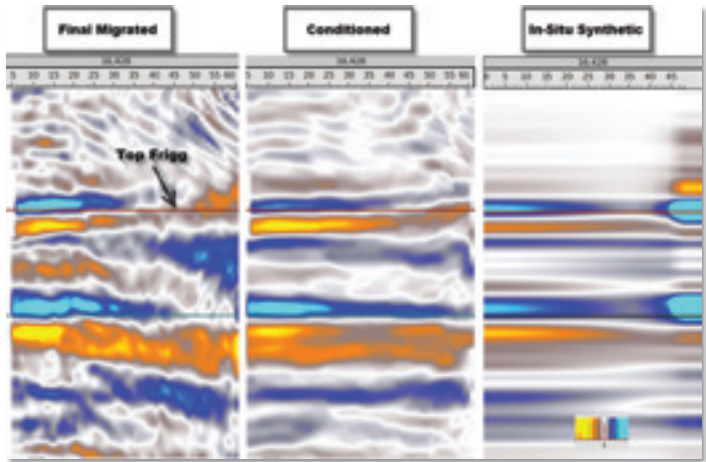 Final Migrated
Conditioned
In-Situ Synthetic
5 10 15 20 25 30 35 40 45 50 55 60
5 10 15 20 25 30 35 40 45 50 55 60
0 5 10 15 20 25 30 35 40 45
Top Frigg